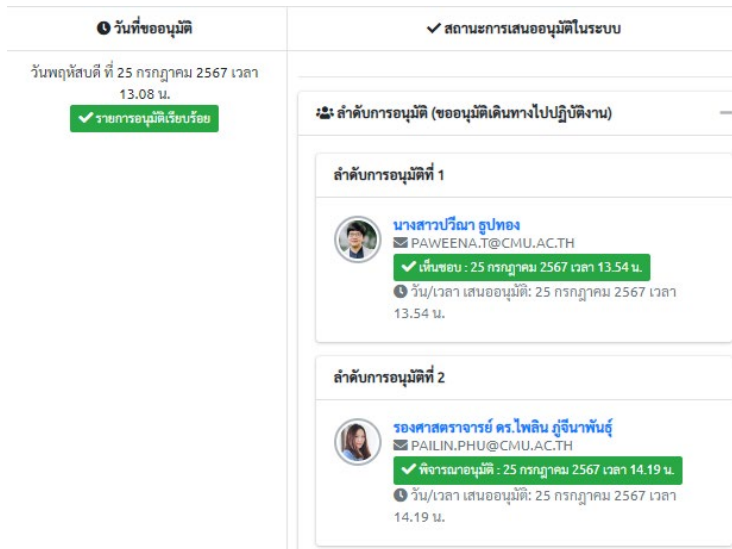 วันที่ขออนุมัติ
สถานะการเสนออนุมัติในระบบ
วันพฤหัสบดี ที่ 25 กรกฎาคม 2567 เวลา
13.08 น.
รายการอนุมัติเรียบร้อย
ลำดับการอนุมัติ (ขออนุมัติเดินทางไปปฏิบัติงาน)
ลำดับการอนุมัติที่ 1
นางสาวปวีณา ธูปทอง
PAWEENA.T@CMU.AC.TH
เห็นชอบ : 25 กรกฎาคม 2567 เวลา 13.54 น.
วัน/เวลา เสนออนุมัติ: 25 กรกฎาคม 2567 เวลา
13.54 น.
ลำดับการอนุมัติที่ 2
รองศาสตราจารย์ ดร.ไพลิน ภู่จีนาพันธุ์
PAILIN.PHU@CMU.AC.TH
พิจารณาอนุมัติ : 25 กรกฎาคม 2567 เวลา 14.19 น.
วัน/เวลา เสนออนุมัติ: 25 กรกฎาคม 2567 เวลา
14.19 น.